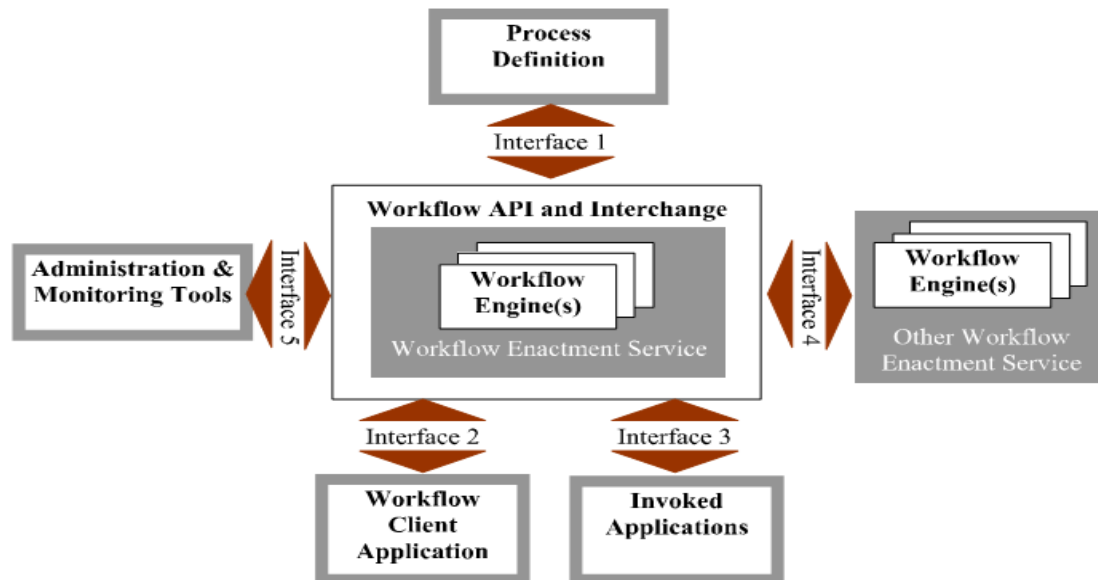 Process
Definition
Interface 1
Workflow API and Interchange
Workflow
Engine(s)
Workflow Enactment Service
Administration &
Monitoring Tools
Interface 5
Interface 4
Workflow
Engine(s)
Other Workflow
Enactment Service
Interface 2
Interface 3
Workflow
Client
Application
Invoked
Applications